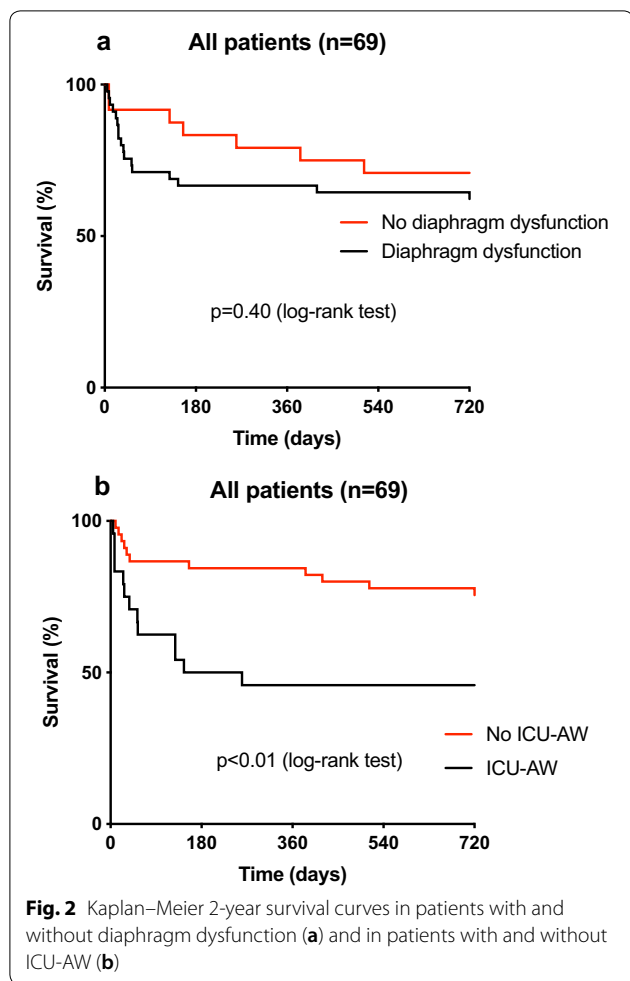 a
All patients (n=69)
100
50
0
Survival (%)
No diaphragm dysfunction
Diaphragm dysfunction
p=0.40 (log-rank test)
0 180 360 540 720
Time (days)
b
All patients (n=69)
100
50
0
Survival (%)
No ICU-AW
ICU-AW
p<0.01 (log-rank test)
0 180 360 540 720
Time (days)
Fig. 2 Kaplan–Meier 2-year survival curves in patients with and
without diaphragm dysfunction (a) and in patients with and without
ICU-AW (b)